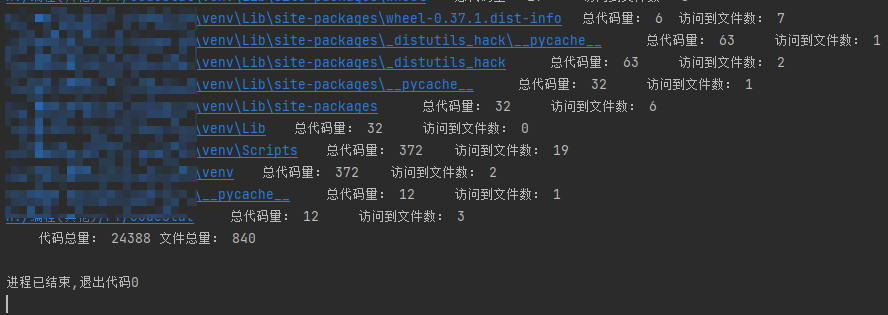 \venv\Lib\site-packages\wheel-0.37.1.dist-info 总代码量： 6 访问到文件数： 7
\venv\Lib\site-packages\_distutils_hack\__pycache__ 总代码量： 63 访问到文件数： 1
\venv\Lib\site-packages\_distutils_hack 总代码量： 63 访问到文件数： 2
\venv\Lib\site-packages\__pycache__ 总代码量： 32 访问到文件数： 1
\venv\Lib\site-packages 总代码量： 32 访问到文件数： 6
\venv\Lib 总代码量： 32 访问到文件数： 0
\venv\Scripts 总代码量： 372 访问到文件数： 19
\venv 总代码量： 372 访问到文件数： 2
\__pycache__ 总代码量： 12 访问到文件数： 1
总代码量： 12 访问到文件数： 3
代码总量： 24388 文件总量： 840
进程已结束,退出代码0